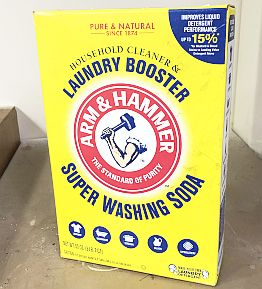 PURE & NATURAL
SINCE 1874
HOUSEHOLD CLEANER &
LAUNDRY BOOSTER
IMPROVES LIQUID
DETERGENT
PERFORMANCE
UP TO 15%*
ARM & HAMMER
THE STANDARD OF PURITY
SUPER WASHING SODA